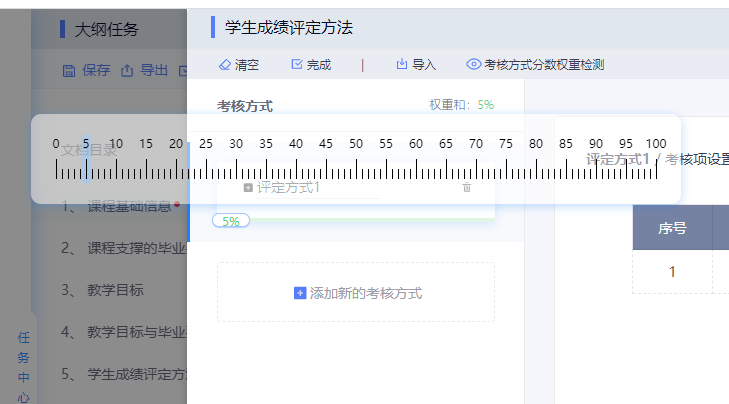 大纲任务
保存 导出
文档目录
1、 课程基础信息
2、 课程支撑的毕业
3、 教学目标
4、 教学目标与毕业
5、 学生成绩评定方
任务中心
学生成绩评定方法
清空 完成 | 导入 考核方式分数权重检测
考核方式 权重和：5%
0 5 10 15 20 25 30 35 40 45 50 55 60 65 70 75 80 85 90 95 100
评定方式1
5%
添加新的考核方式
评定方式1 / 考核项设置
序号
1